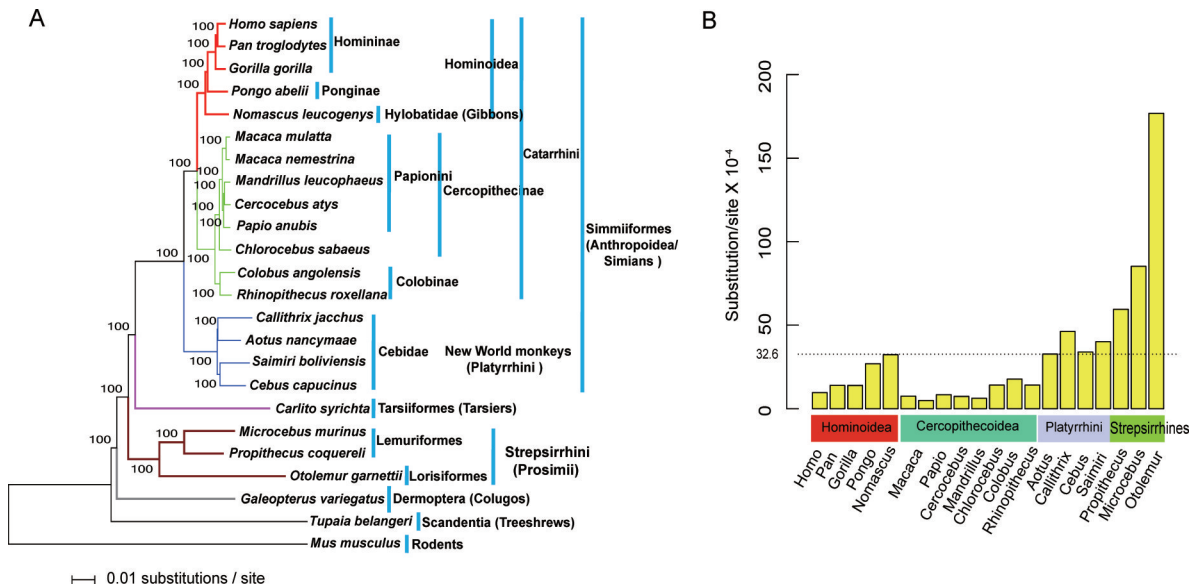 A
100
Homo sapiens
100
Pan troglodytes
Homininae
100
Gorilla gorilla
Hominoidea
100
Pongo abelii
Ponginae
Nomascus leucogenys
Hylobatidae (Gibbons)
100
Macaca mulatta
100
Macaca nemestrina
Catarrhini
100
100
Mandrillus leucophaeus
Papionini
Cercopithecinae
100
Cercocebus atys
100
Papio anubis
Simmiiformes
(Anthropoidea/
Simians )
100
Chlorocebus sabaeus
100
Colobus angolensis
Colobinae
100
Rhinopithecus roxellana
100
Callithrix jacchus
100
Aotus nancymaae
Cebidae
New World monkeys
(Platyrrhini )
100
Saimiri boliviensis
100
Cebus capucinus
100
Carlito syrichta
Tarsiiformes (Tarsiers)
100
Microcebus murinus
Lemuriformes
Propithecus coquereli
Strepsirrhini
(Prosimii)
100
Otolemur garnettii
Lorisiformes
Galeopterus variegatus
Dermoptera (Colugos)
Tupaia belangeri
Scandentia (Treeshrews)
Mus musculus
Rodents
0.01 substitutions / site
B
Substitution/site X 10-4
200
150
100
50
32.6
0
Hominoidea
Cercopithecoidea
Platyrrhini
Strepsirrhines
Homo
Pan
Gorilla
Pongo
Nomascus
Macaca
Papio
Cercocebus
Mandrillus
Chlorocebus
Colobus
Rhinopithecus
Aotus
Callithrix
Cebus
Saimiri
Propithecus
Microcebus
Otolemur